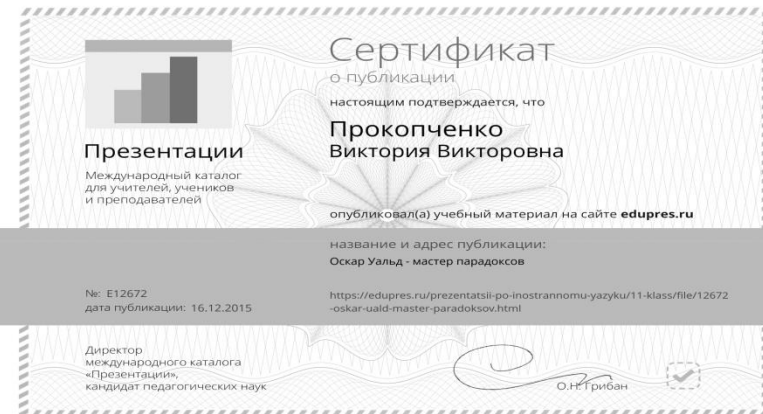 Презентации
Международный каталог
для учителей, учеников
и преподавателей
Сертификат
о публикации
настоящим подтверждается, что
Прокопченко
Виктория Викторовна
опубликовал(а) учебный материал на сайте edupres.ru
название и адрес публикации:
Оскар Уальд - мастер парадоксов
№: E12672
дата публикации: 16.12.2015
https://edupres.ru/prezentatsii-po-inostrannomu-yazyku/11-klass/file/12672
-oskar-uald-master-paradoksov.html
Директор
международного каталога
«Презентации»,
кандидат педагогических наук
О.Н. Грибан